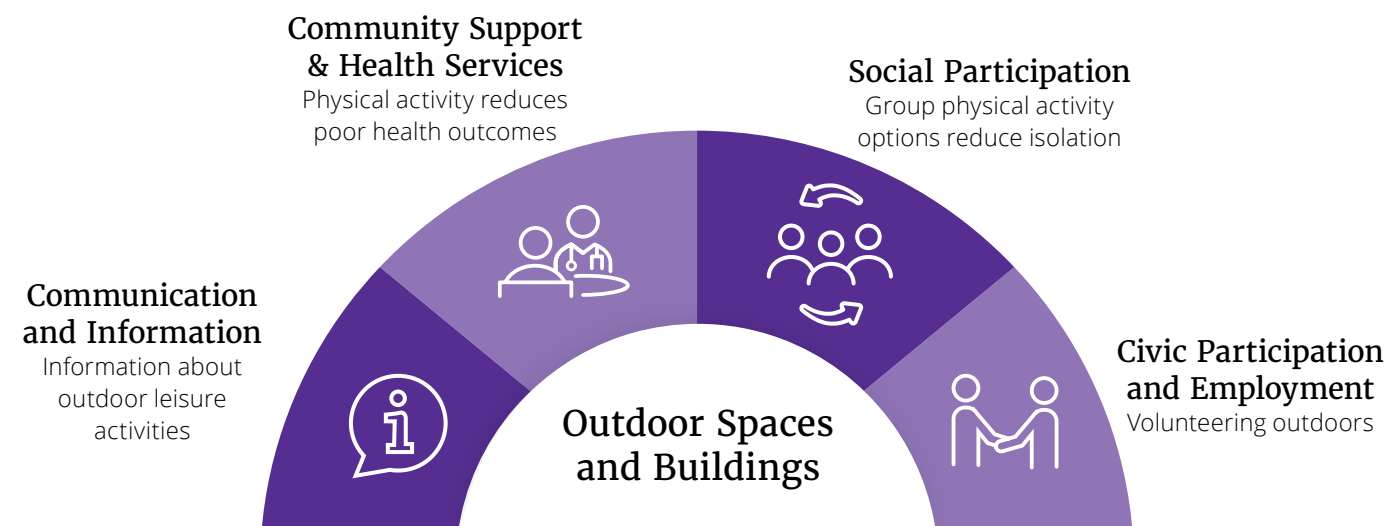 Community Support
& Health Services
Physical activity reduces
poor health outcomes
Social Participation
Group physical activity
options reduce isolation
Communication
and Information
Information about
outdoor leisure
activities
Civic Participation
and Employment
Volunteering outdoors
Outdoor Spaces
and Buildings